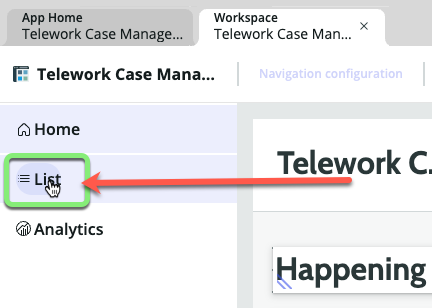 App Home
Telework Case Manage...
Workspace
Telework Case Man...
Telework Case Mana...
Navigation configuration
Home
List
Analytics
Telework C.
Happening